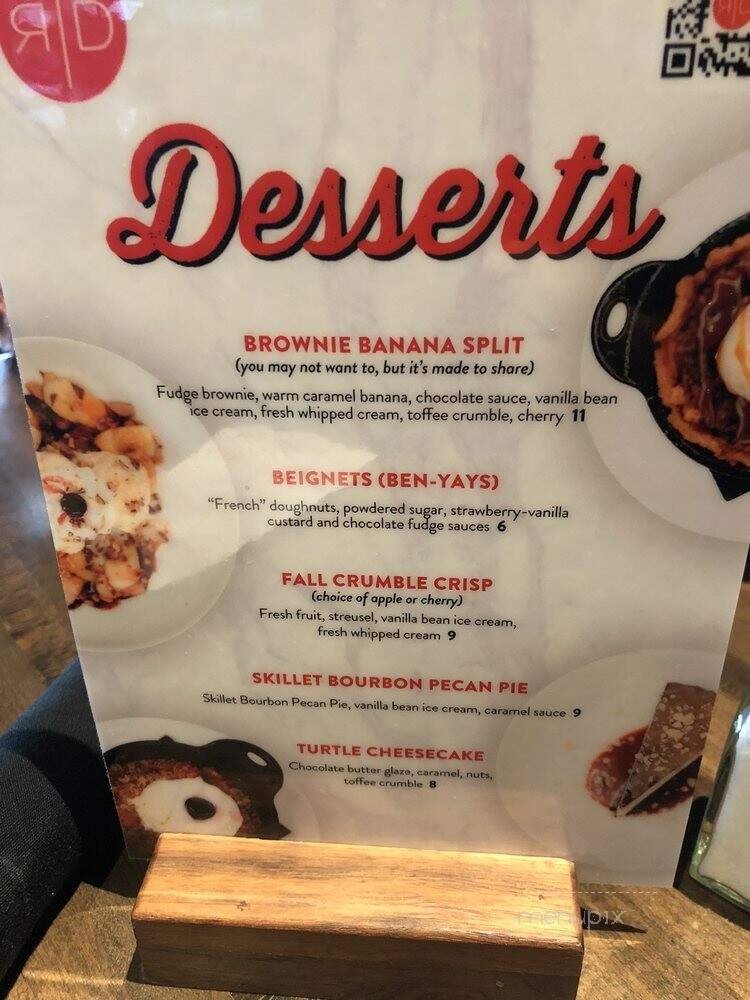 R|D
Desserts
BROWNIE BANANA SPLIT
(you may not want to, but it's made to share)
Fudge brownie, warm caramel banana, chocolate sauce, vanilla bean
ice cream, fresh whipped cream, toffee crumble, cherry 11
BEIGNETS (BEN-YAYS)
"French" doughnuts, powdered sugar, strawberry-vanilla
custard and chocolate fudge sauces 6
FALL CRUMBLE CRISP
(choice of apple or cherry)
Fresh fruit, streusel, vanilla bean ice cream,
fresh whipped cream 9
SKILLET BOURBON PECAN PIE
Skillet Bourbon Pecan Pie, vanilla bean ice cream, caramel sauce 9
TURTLE CHEESECAKE
Chocolate butter glaze, caramel, nuts,
toffee crumble 8
menupix